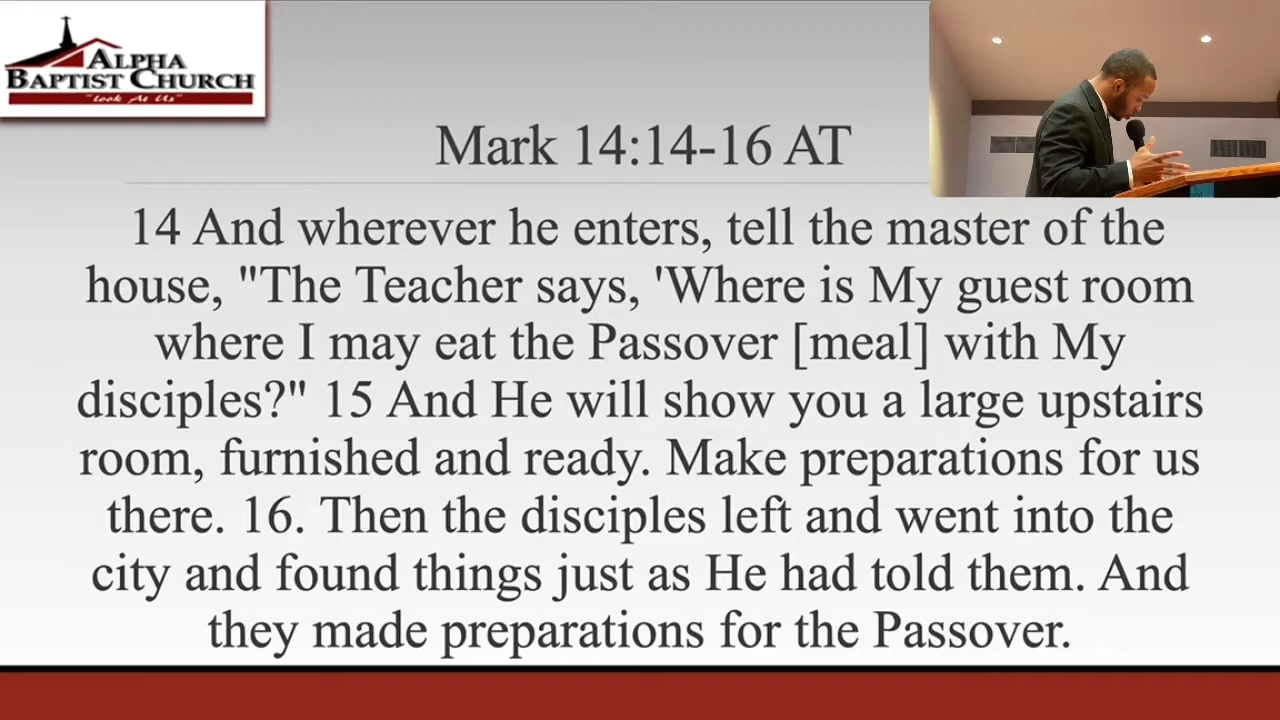 ALPHA
BAPTIST CHURCH
"Look At Us"
Mark 14:14-16 AT
14 And wherever he enters, tell the master of the
house, "The Teacher says, 'Where is My guest room
where I may eat the Passover [meal] with My
disciples?" 15 And He will show you a large upstairs
room, furnished and ready. Make preparations for us
there. 16. Then the disciples left and went into the
city and found things just as He had told them. And
they made preparations for the Passover.